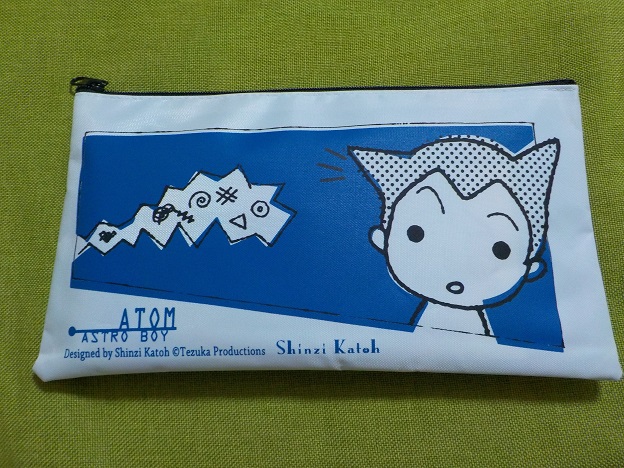 ATOM
ASTRO BOY
Designed by Shinzi Katoh ©Tezuka Productions
Shinzi Katoh